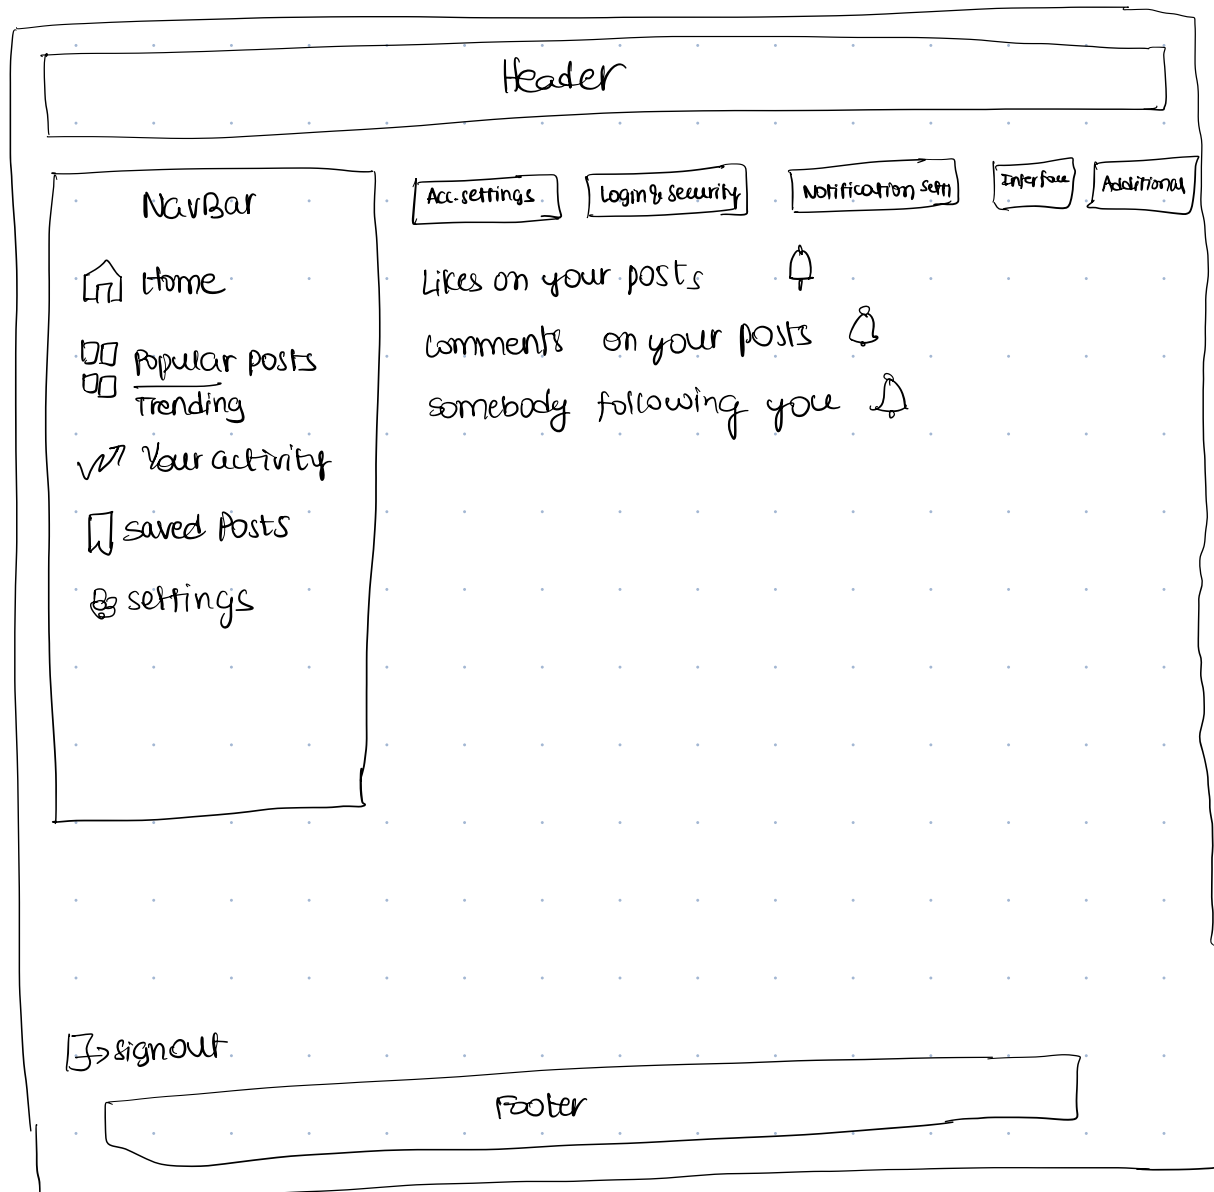 Header
NavBar
Home
Popular posts
Trending
Your activity
saved Posts
settings
Acc.settings
Login & security
Notification
Interface
Additional
Likes on your posts
comments on your posts
somebody following you
signout
Footer